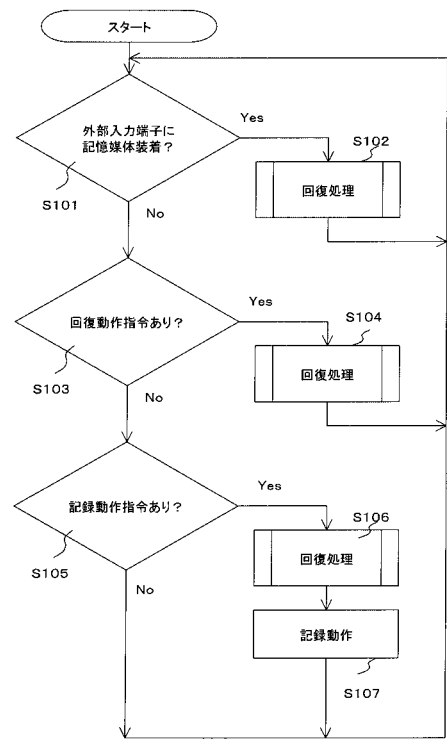 スタート
外部入力端子に
記憶媒体装着？
Yes
S102
回復処理
S101
No
回復動作指令あり？
Yes
S104
回復処理
S103
No
記録動作指令あり？
Yes
S106
回復処理
S105
No
記録動作
S107